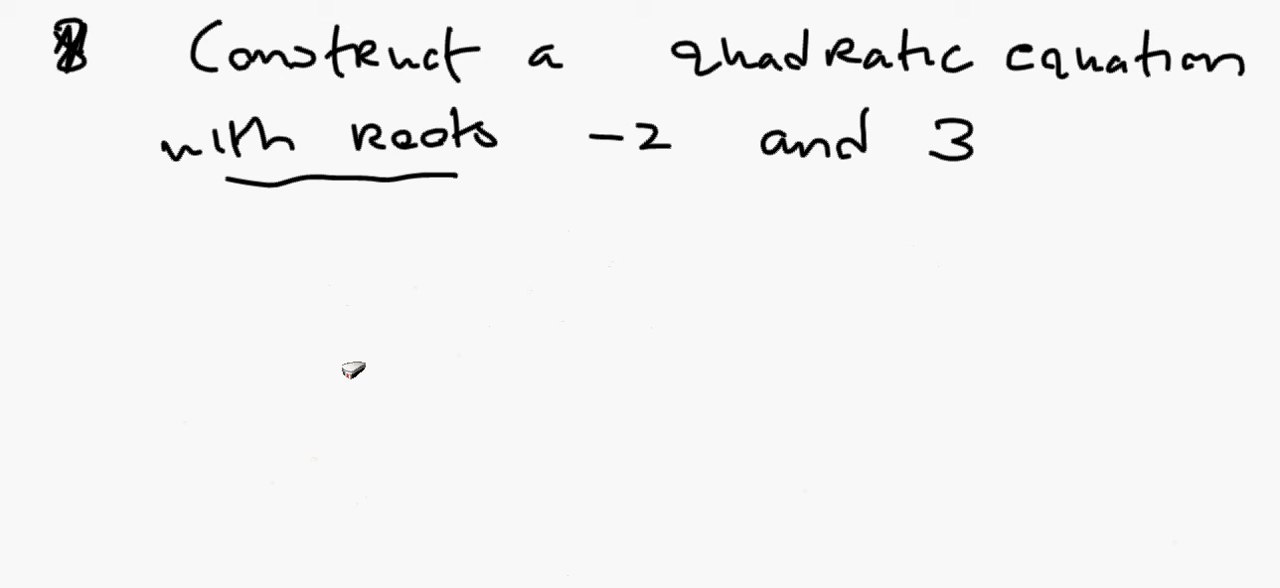 Construct a quadratic equation
with roots -2 and 3